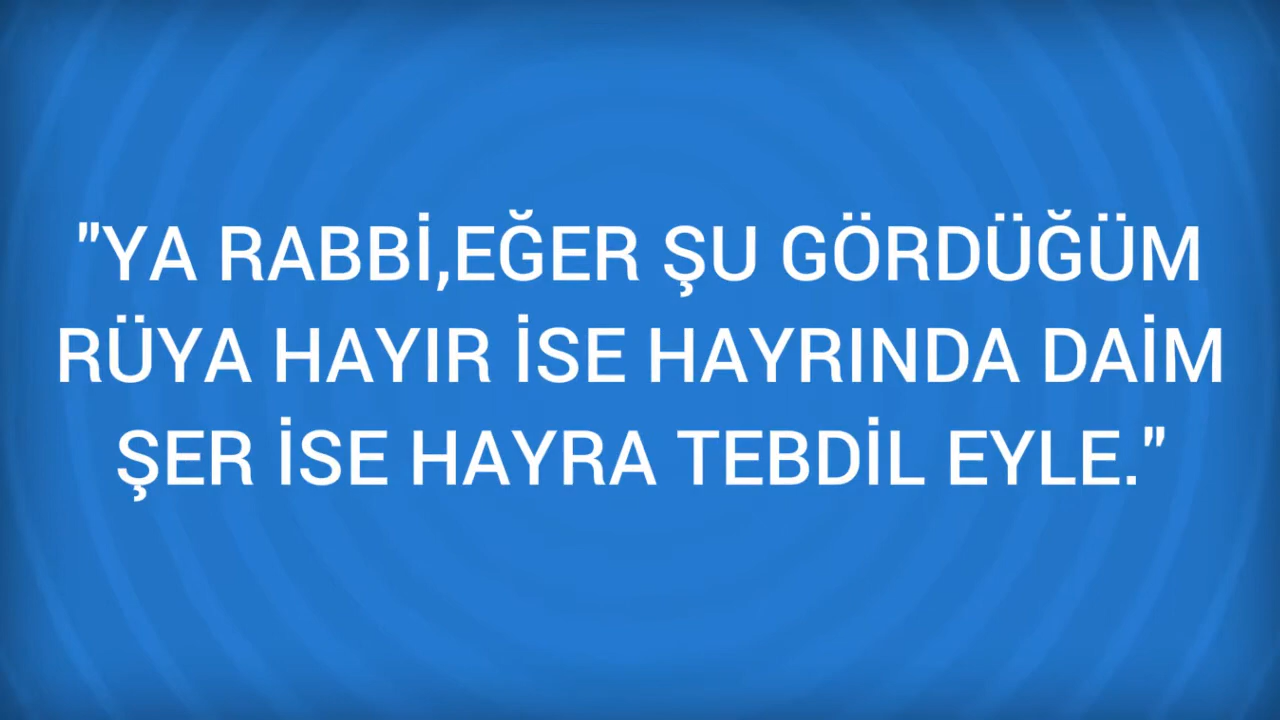 "YA RABBİ,EĞER ŞU GÖRDÜĞÜM
RÜYA HAYIR İSE HAYRINDA DAİM
ŞER İSE HAYRA TEBDİL EYLE."